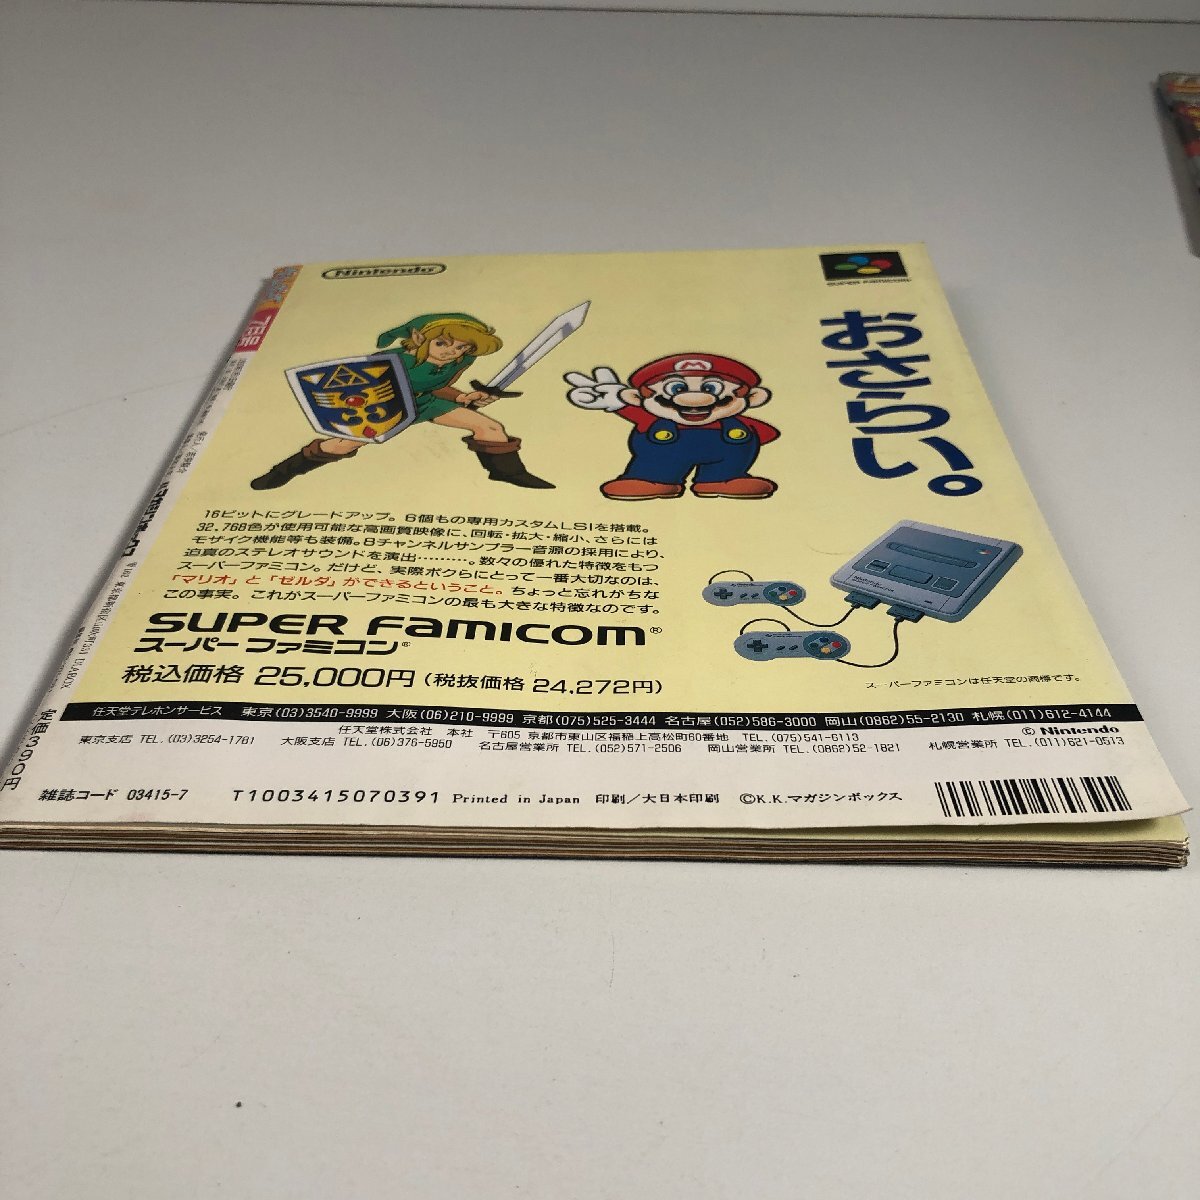 Nintendo
SUPER FAMICOM
おさらい。
7月号
16ビットにグレードアップ。6個もの専用カスタムLSIを搭載。
32,768色が使用可能な高画質映像に、回転・拡大・縮小、さらには
モザイク機能等も装備。8チャンネルサンプラー音源の採用により、
迫真のステレオサウンドを演出………。数々の優れた特徴をもつ
スーパーファミコン。だけど、実際ボクらにとって一番大切なのは、
「マリオ」と「ゼルダ」ができるということ。ちょっと忘れがちな
この事実。これがスーパーファミコンの最も大きな特徴なのです。
SUPER FAMICOM®
スーパーファミコン®
税込価格 25,000円(税抜価格 24,272円)
スーパーファミコンは任天堂の商標です。
任天堂テレホンサービス 東京(03)3540-9999 大阪(06)210-9999 京都(075)525-3444 名古屋(052)586-3000 岡山(0862)55-2130 札幌(011)612-4144
任天堂株式会社 本社 〒605 京都市東山区福稲上高松町60番地 TEL.(075)541-6113
© Nintendo
東京支店 TEL.(03)3254-1781 大阪支店 TEL.(06)376-5950 名古屋営業所 TEL.(052)571-2506 岡山営業所 TEL.(0862)52-1821 札幌営業所 TEL.(011)621-0513
定価390円
雑誌コード 03415-7 T1003415070391 Printed in Japan 印刷/大日本印刷 ©K.K.マガジンボックス